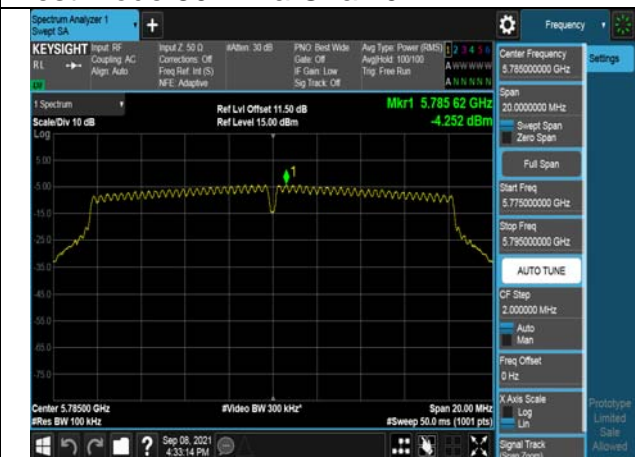 Spectrum Analyzer 1
Swept SA
+
Frequency
KEYSIGHT
RL
Input: RF
Coupling: AC
Align: Auto
Input Z: 50 Ω
Corrections: Off
Freq Ref: Int (S)
NFE: Adaptive
#Atten: 30 dB
PNO: Best Wide
Gate: Off
IF Gain: Low
Sig Track: Off
Avg Type: Power (RMS)
Avg|Hold: 100/100
Trig: Free Run
1 2 3 4 5 6
A W W W W W
A N N N N N
1 Spectrum
Scale/Div 10 dB
Log
Ref Lvl Offset 11.50 dB
Ref Level 15.00 dBm
Mkr1 5.785 62 GHz
-4.252 dBm
5.00
-5.00
-15.0
-25.0
-35.0
-45.0
-55.0
-65.0
-75.0
1
Center 5.78500 GHz
#Res BW 100 kHz
#Video BW 300 kHz*
Span 20.00 MHz
#Sweep 50.0 ms (1001 pts)
Center Frequency
5.785000000 GHz
Settings
Span
20.0000000 MHz
Swept Span
Zero Span
Full Span
Start Freq
5.775000000 GHz
Stop Freq
5.795000000 GHz
AUTO TUNE
CF Step
2.000000 MHz
Auto
Man
Freq Offset
0 Hz
X Axis Scale
Log
Lin
Prototype
Limited
Sale
Allowed
Signal Track
(Span Zoom)
?
Sep 08, 2021
4:33:14 PM